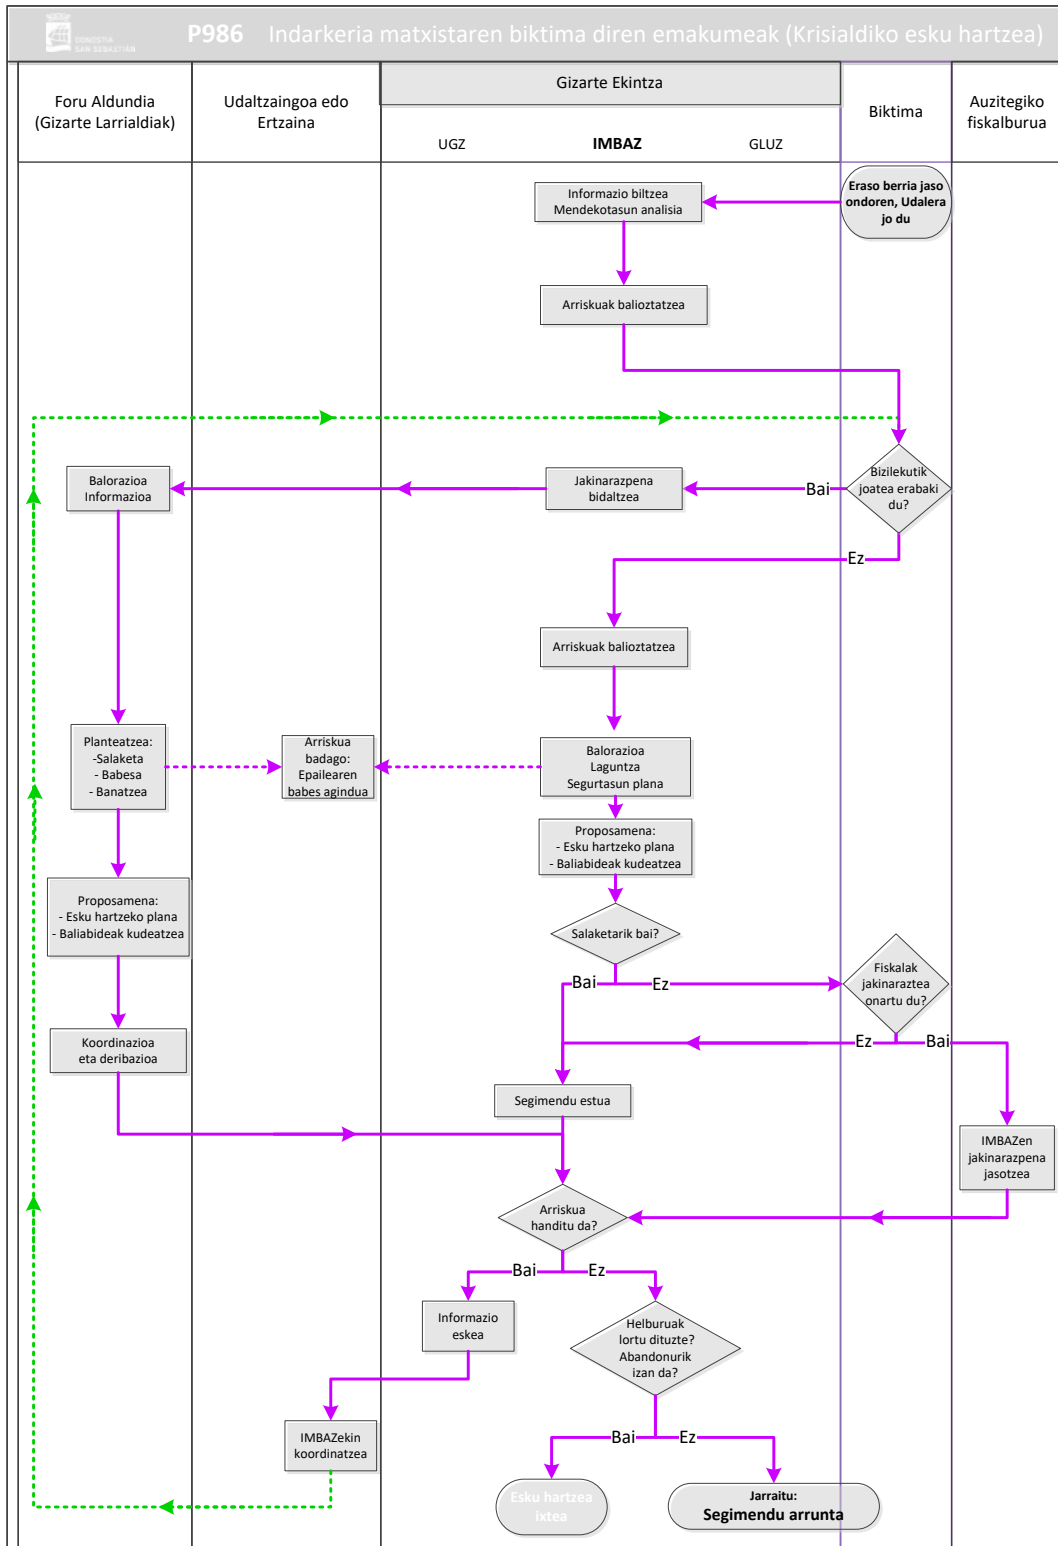 DONOSTIA
SAN SEBASTIÁN
P986 Indarkeria matxistaren biktima diren emakumeak (Krisialdiko esku hartzea)
Foru Aldundia
(Gizarte Larrialdiak)
Udaltzaingoa edo
Ertzaina
Gizarte Ekintza
UGZ
IMBAZ
GLUZ
Biktima
Auzitegiko
fiskalburua
Eraso berria jaso
ondoren, Udalera
jo du
Informazio biltzea
Mendekotasun analisia
Arriskuak balioztatzea
Bizilekutik
joatea erabaki
du?
Bai
Jakinarazpena
bidaltzea
Balorazioa
Informazioa
Ez
Arriskuak balioztatzea
Planteatzea:
-Salaketa
- Babesa
- Banatzea
Arriskua
badago:
Epailearen
babes agindua
Balorazioa
Laguntza
Segurtasun plana
Proposamena:
- Esku hartzeko plana
- Baliabideak kudeatzea
Proposamena:
- Esku hartzeko plana
- Baliabideak kudeatzea
Salaketarik bai?
Bai
Ez
Fiskalak
jakinaraztea
onartu du?
Ez
Bai
Koordinazioa
eta deribazioa
Segimendu estua
IMBAZen
jakinarazpena
jasotzea
Arriskua
handitu da?
Bai
Ez
Informazio
eskea
Helburuak
lortu dituzte?
Abandonurik
izan da?
IMBAZekin
koordinatzea
Bai
Ez
Esku hartzea
ixtea
Jarraitu:
Segimendu arrunta